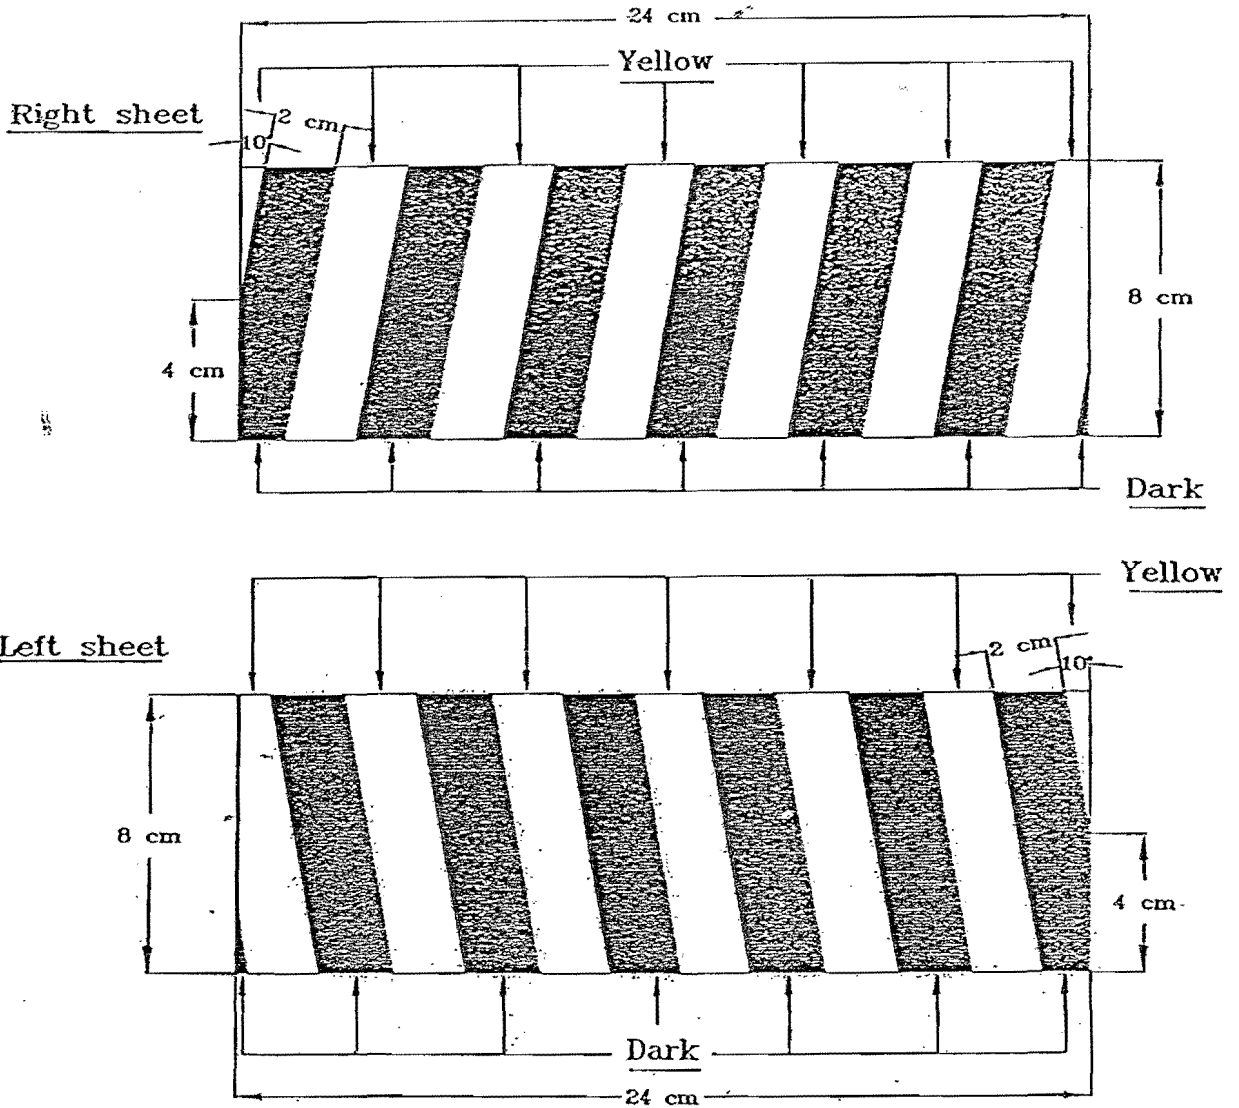 24 cm
Yellow
Right sheet
2 cm
10°
8 cm
4 cm
Dark
Yellow
Left sheet
2 cm
10°
8 cm
4 cm
Dark
24 cm